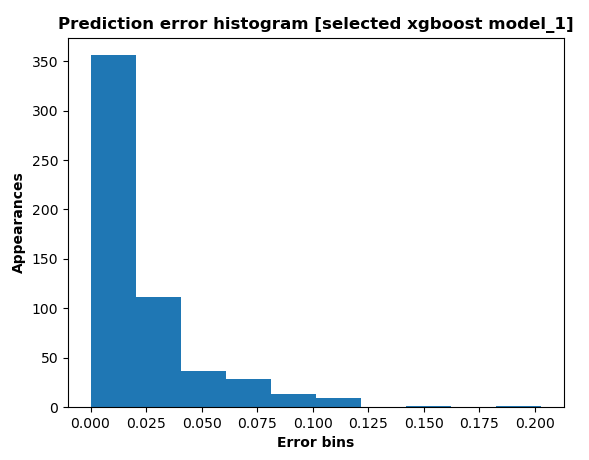 Prediction error histogram [selected xgboost model_1]
350
300
250
200
150
100
50
0
Appearances
0.000 0.025 0.050 0.075 0.100 0.125 0.150 0.175 0.200
Error bins